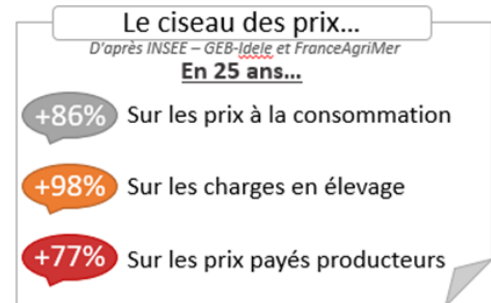 Le ciseau des prix...
D'après INSEE – GEB-Idele et FranceAgriMer
En 25 ans...
+86% Sur les prix à la consommation
+98% Sur les charges en élevage
+77% Sur les prix payés producteurs